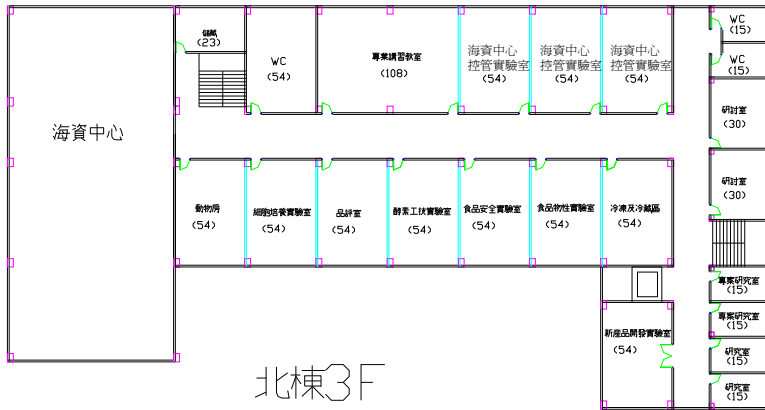 儲藏
(23)
WC
(54)
專業講習教室
(108)
海資中心
控管實驗室
(54)
海資中心
控管實驗室
(54)
海資中心
控管實驗室
(54)
WC
(15)
WC
(15)
研討室
(30)
研討室
(30)
海資中心
動物房
(54)
細胞培養實驗室
(54)
品評室
(54)
酵素工技實驗室
(54)
食品安全實驗室
(54)
食品物性實驗室
(54)
冷凍及冷藏區
(54)
專案研究室
(15)
專案研究室
(15)
研究室
(15)
研究室
(15)
新產品開發實驗室
(54)
北棟3F